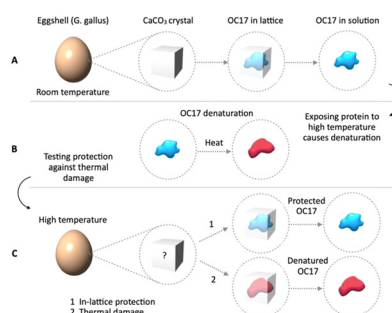 Eggshell (G. gallus)
CaCO₃ crystal
OC17 in lattice
OC17 in solution
A
Room temperature
OC17 denaturation
Exposing protein to
high temperature
causes denaturation
B
Heat
Testing protection
against thermal
damage
High temperature
Protected
OC17
1
C
?
Denatured
OC17
2
1 In-lattice protection
2 Thermal damage